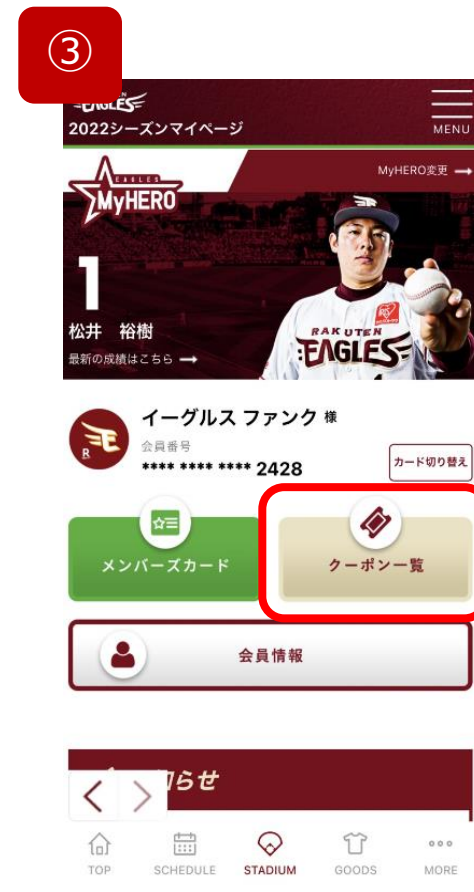 ③
EAGLES
2022シーズンマイページ
MENU
MyHERO変更 →
EAGLES
MyHERO
1
松井 裕樹
最新の成績はこちら →
RAKUTEN
EAGLES
イーグルス ファンク 様
会員番号
**** **** **** 2428
カード切り替え
メンバーズカード
クーポン一覧
会員情報
らせ
TOP
SCHEDULE
STADIUM
GOODS
MORE